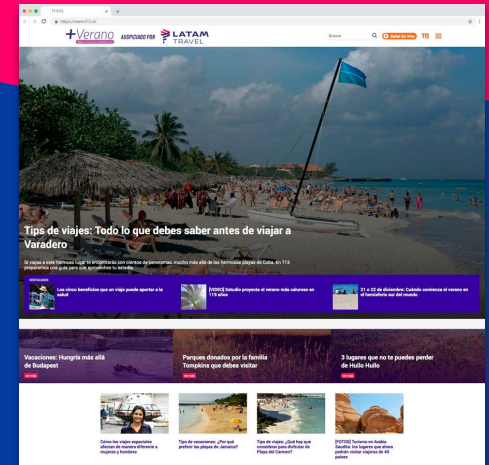 T13.CL
https://www.t13.cl/
+Verano
AUSPICIADO POR
LATAM
TRAVEL
Buscar
Señal En Vivo
T13
Tips de viajes: Todo lo que debes saber antes de viajar a
Varadero
Si viajas a este hermoso lugar te encontrarás con cientos de panoramas, mucho más allá de las hermosas playas de Cuba. En T13
preparamos una guía para que aproveches tu estadía.
DESTACADOS
Los cinco beneficios que un viaje puede aportar a la
salud
[VIDEO] Estudio proyecta el verano más caluroso en
119 años
21 o 22 de diciembre: Cuándo comienza el verano en
el hemisferio sur del mundo
Vacaciones: Hungría más allá
de Budapest
Parques donados por la familia
Tompkins que debes visitar
3 lugares que no te puedes perder
de Huilo Huilo
Cómo los viajes espaciales
afectan de manera diferente a
mujeres y hombres
Tips de vacaciones: ¿Por qué
preferir las playas de Jamaica?
Tips de viajes: ¿Qué hay que
considerar para disfrutar de
Playa del Carmen?
[FOTOS] Turismo en Arabia
Saudita: los lugares que ahora
podrán visitar viajeros de 49
países